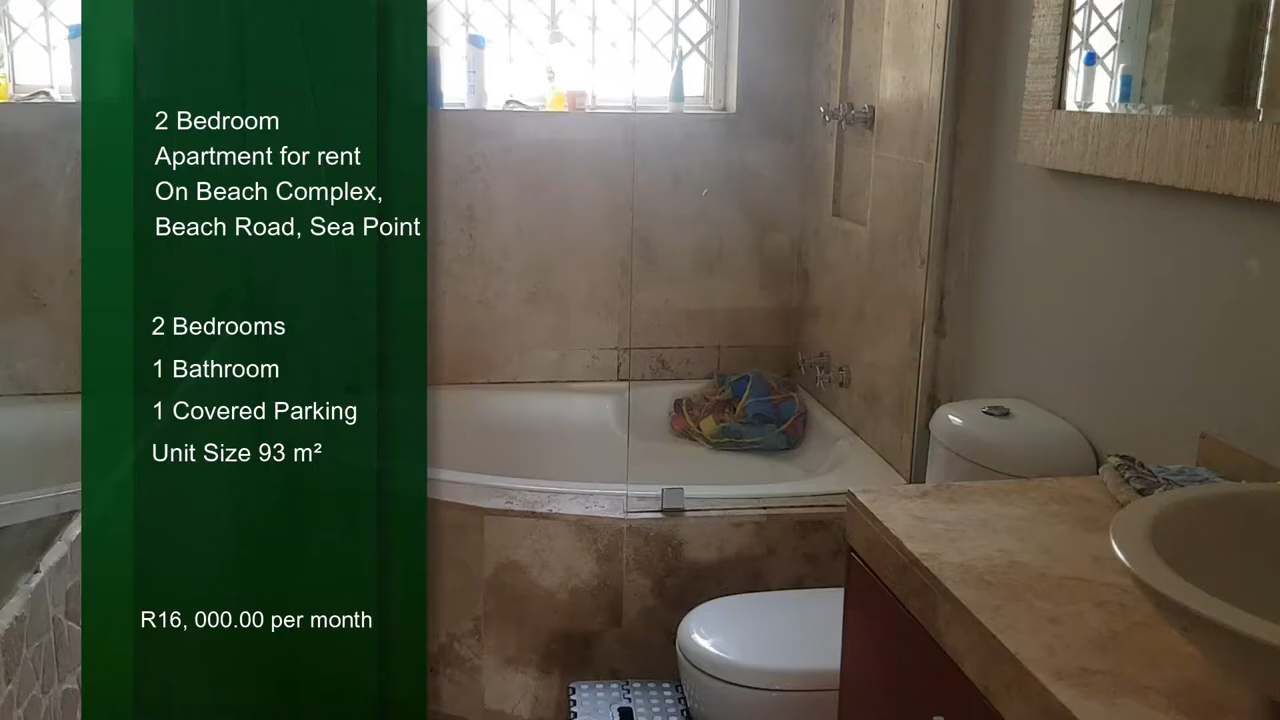 2 Bedroom
Apartment for rent
On Beach Complex,
Beach Road, Sea Point
2 Bedrooms
1 Bathroom
1 Covered Parking
Unit Size 93 m²
R16, 000.00 per month